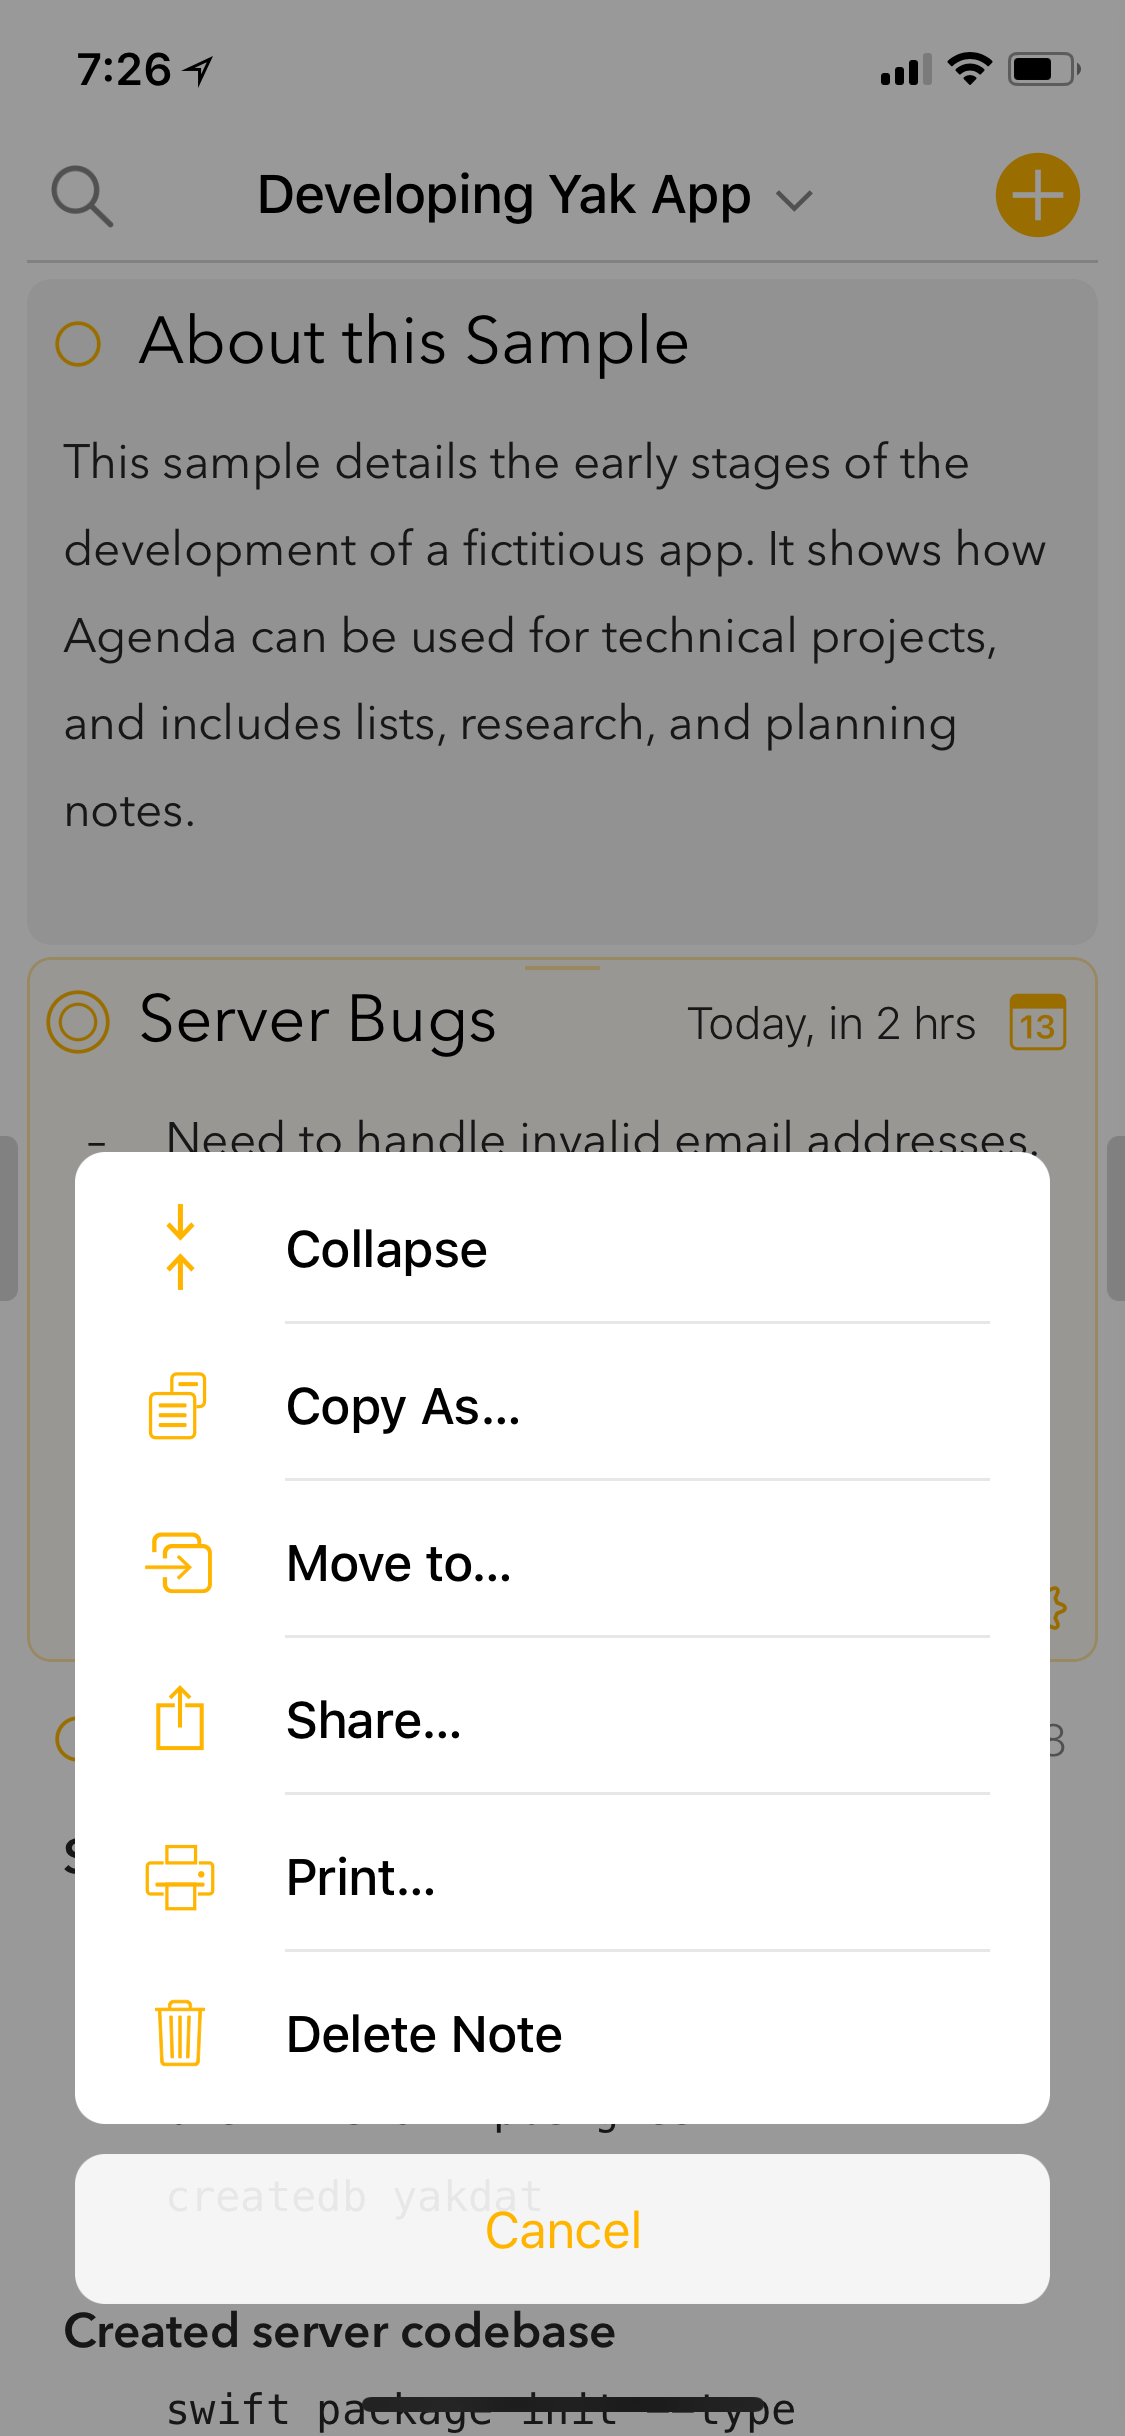 7:26
Developing Yak App
About this Sample
This sample details the early stages of the
development of a fictitious app. It shows how
Agenda can be used for technical projects,
and includes lists, research, and planning
notes.
Server Bugs Today, in 2 hrs 13
- Need to handle invalid email addresses.
Collapse
Copy As...
Move to...
Share...
Print...
Delete Note
createdb yakdat
Cancel
Created server codebase
swift package init --type